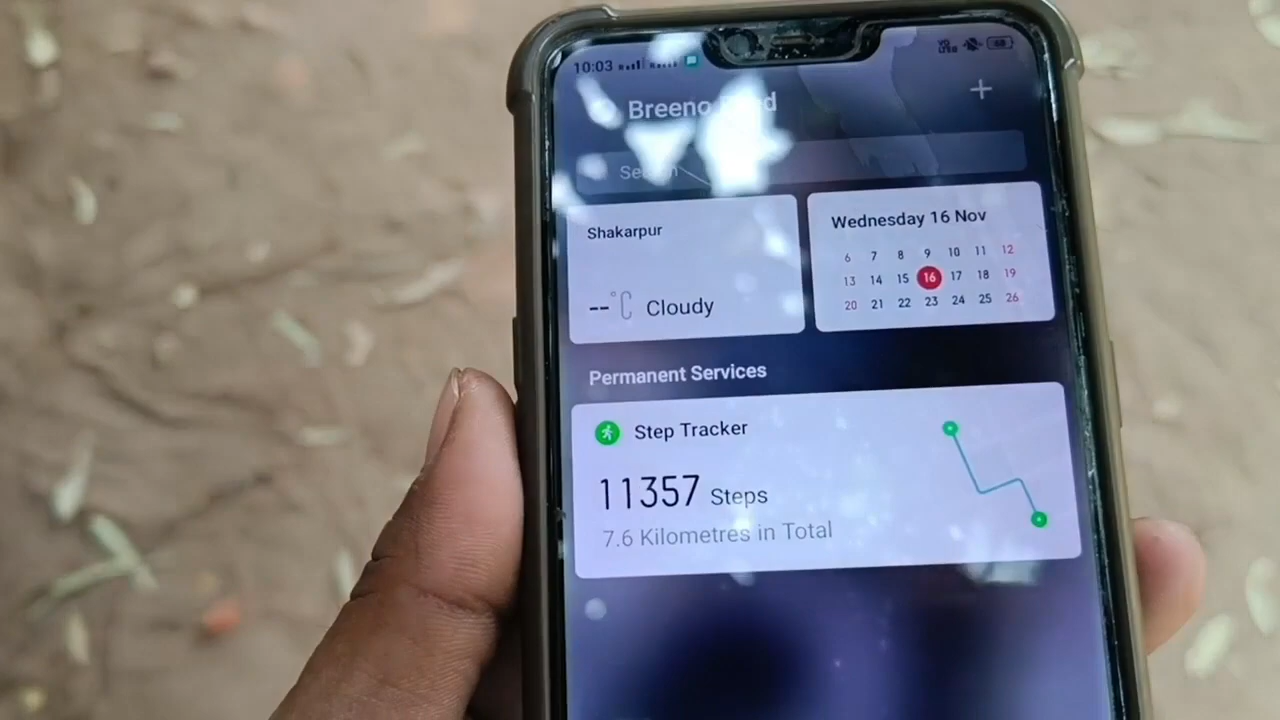 10:03
68
Breeno
Search
Shakarpur
--°C Cloudy
Wednesday 16 Nov
6 7 8 9 10 11 12
13 14 15 16 17 18 19
20 21 22 23 24 25 26
Permanent Services
Step Tracker
11357 Steps
7.6 Kilometres in Total